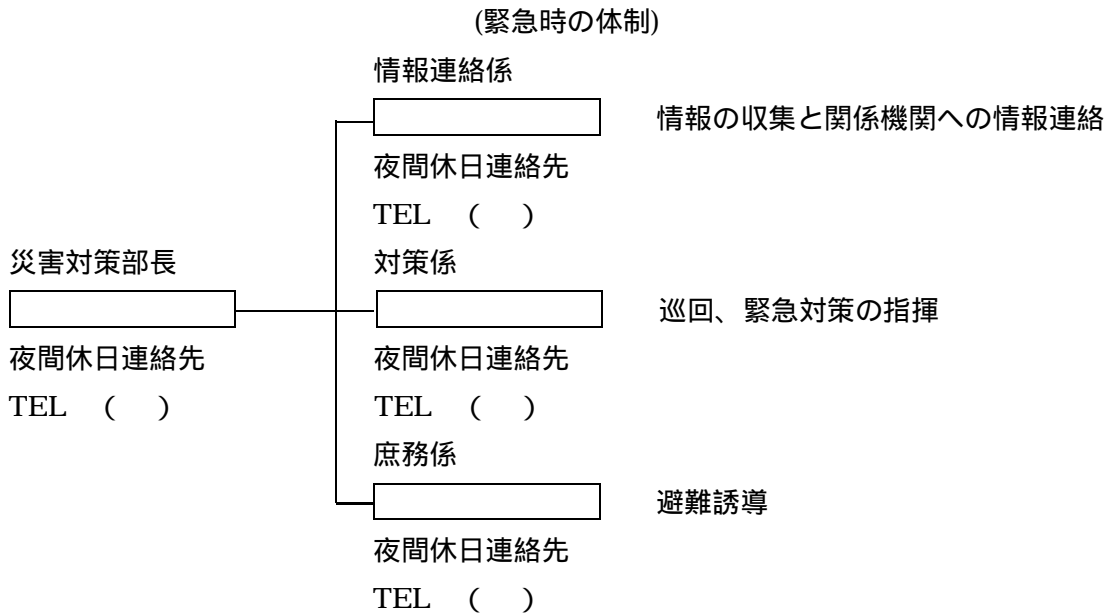 (緊急時の体制)
情報連絡係
情報の収集と関係機関への情報連絡
夜間休日連絡先
TEL ( )
災害対策部長
対策係
巡回、緊急対策の指揮
夜間休日連絡先
夜間休日連絡先
TEL ( )
TEL ( )
庶務係
避難誘導
夜間休日連絡先
TEL ( )